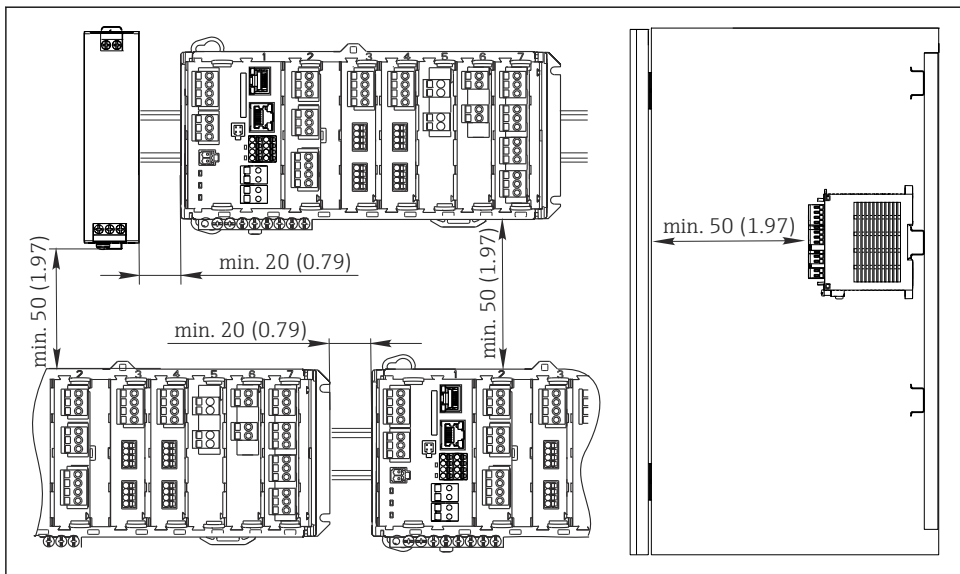 1 2 3 4 5 6 7
min. 50 (1.97)
min. 20 (0.79)
min. 50 (1.97)
min. 50 (1.97)
min. 20 (0.79)
2 3 4 5 6 7
1 2 3